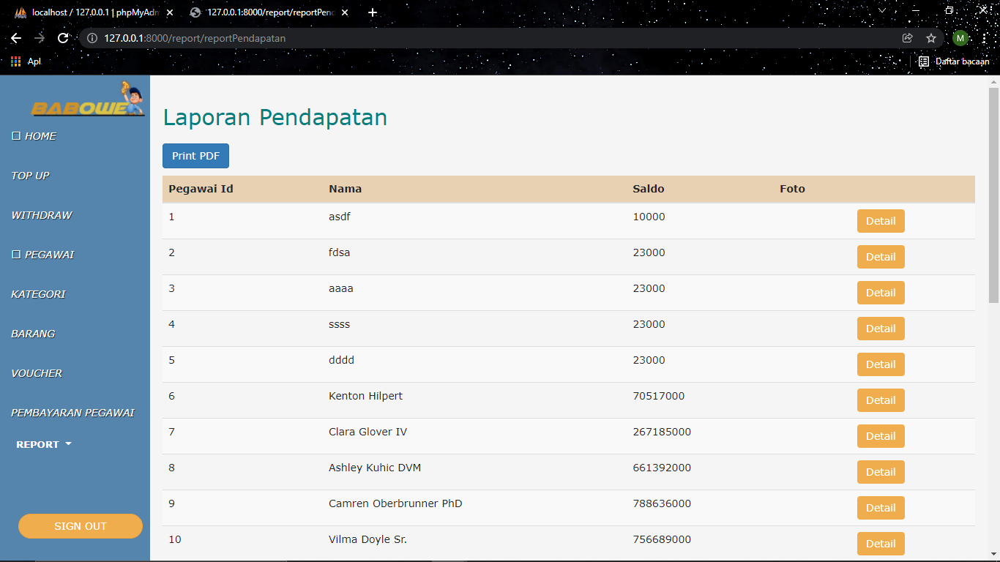 localhost / 127.0.0.1 | phpMyAdm
127.0.0.1:8000/report/reportPend
127.0.0.1:8000/report/reportPendapatan
M
Apl
Daftar bacaan
BABOWE
HOME
TOP UP
WITHDRAW
PEGAWAI
KATEGORI
BARANG
VOUCHER
PEMBAYARAN PEGAWAI
REPORT
SIGN OUT
Laporan Pendapatan
Print PDF
Pegawai Id Nama Saldo Foto
1 asdf 10000 Detail
2 fdsa 23000 Detail
3 aaaa 23000 Detail
4 ssss 23000 Detail
5 dddd 23000 Detail
6 Kenton Hilpert 70517000 Detail
7 Clara Glover IV 267185000 Detail
8 Ashley Kuhic DVM 661392000 Detail
9 Camren Oberbrunner PhD 788636000 Detail
10 Vilma Doyle Sr. 756689000 Detail